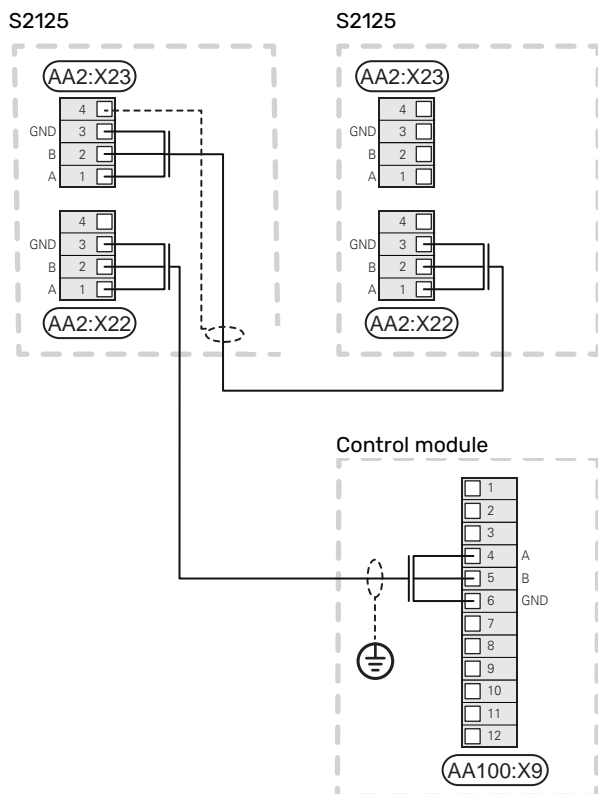 S2125
S2125
AA2:X23
4
GND 3
B 2
A 1
4
GND 3
B 2
A 1
AA2:X22
AA2:X23
4
GND 3
B 2
A 1
4
GND 3
B 2
A 1
AA2:X22
Control module
1
2
3
4 A
5 B
6 GND
7
8
9
10
11
12
AA100:X9